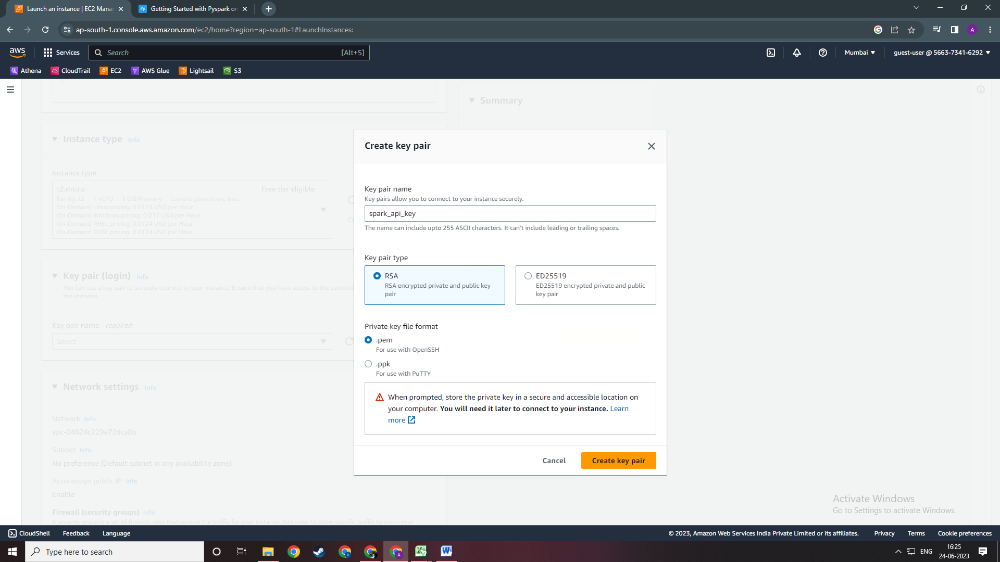 Launch an instance | EC2 Mana
Getting Started with Pyspark on
ap-south-1.console.aws.amazon.com/ec2/home?region=ap-south-1#LaunchInstances:
A
aws
Services
Search
[Alt+S]
Mumbai
guest-user @ 5663-7341-6292
Athena
CloudTrail
EC2
AWS Glue
Lightsail
S3
Summary
Instance type Info
Instance type
t2.micro
Free tier eligible
Family: t2 1 vCPU 1 GiB Memory Current generation: true
On-Demand Linux pricing: 0.0124 USD per Hour
On-Demand Windows pricing: 0.017 USD per Hour
On-Demand RHEL pricing: 0.0724 USD per Hour
On-Demand SUSE pricing: 0.0124 USD per Hour
Key pair (login) Info
You can use a key pair to securely connect to your instance. Ensure that you have access to the selected
the instance.
Key pair name - required
Select
Network settings Info
Network Info
vpc-04824c229e72dca8b
Subnet Info
No preference (Default subnet in any availability zone)
Auto-assign public IP Info
Enable
Firewall (security groups) Info
A security group is a set of firewall rules that control the traffic for your instance. Add rules to allow specific traffic to reach your
Create key pair
Key pair name
Key pairs allow you to connect to your instance securely.
spark_api_key
The name can include upto 255 ASCII characters. It can't include leading or trailing spaces.
Key pair type
RSA
RSA encrypted private and public key
pair
ED25519
ED25519 encrypted private and public
key pair
Private key file format
.pem
For use with OpenSSH
.ppk
For use with PuTTY
When prompted, store the private key in a secure and accessible location on
your computer. You will need it later to connect to your instance. Learn
more
Cancel
Create key pair
Activate Windows
Go to Settings to activate Windows.
CloudShell
Feedback
Language
© 2023, Amazon Web Services India Private Limited or its affiliates.
Privacy
Terms
Cookie preferences
Type here to search
ENG
16:25
24-06-2023